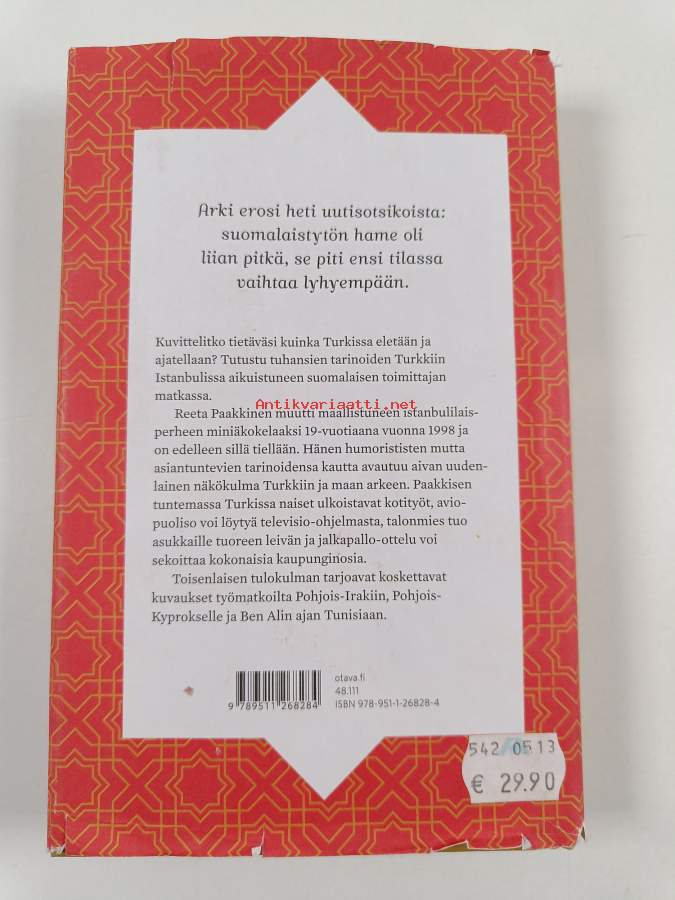 Arki erosi heti uutisotsikoista:
suomalaistytön hame oli
liian pitkä, se piti ensi tilassa
vaihtaa lyhyempään.
Kuvittelitko tietäväsi kuinka Turkissa eletään ja
ajatellaan? Tutustu tuhansien tarinoiden Turkkiin
Istanbulissa aikuistuneen suomalaisen toimittajan
matkassa.
Antikvariaatti.net
Reeta Paakkinen muutti maallistuneen istanbulilais-
perheen miniäkokelaaksi 19-vuotiaana vuonna 1998 ja
on edelleen sillä tiellään. Hänen humorististen mutta
asiantuntevien tarinoidensa kautta avautuu aivan uuden-
lainen näkökulma Turkkiin ja maan arkeen. Paakkisen
tuntemassa Turkissa naiset ulkoistavat kotityöt, avio-
puoliso voi löytyä televisio-ohjelmasta, talonmies tuo
asukkaille tuoreen leivän ja jalkapallo-ottelu voi
sekoittaa kokonaisia kaupunginosia.
Toisenlaisen tulokulman tarjoavat koskettavat
kuvaukset työmatkoilta Pohjois-Irakiin, Pohjois-
Kyprokselle ja Ben Alin ajan Tunisiaan.
otava.fi
48.111
ISBN 978-951-1-26828-4
9 789511 268284
542 0513
€ 29.90